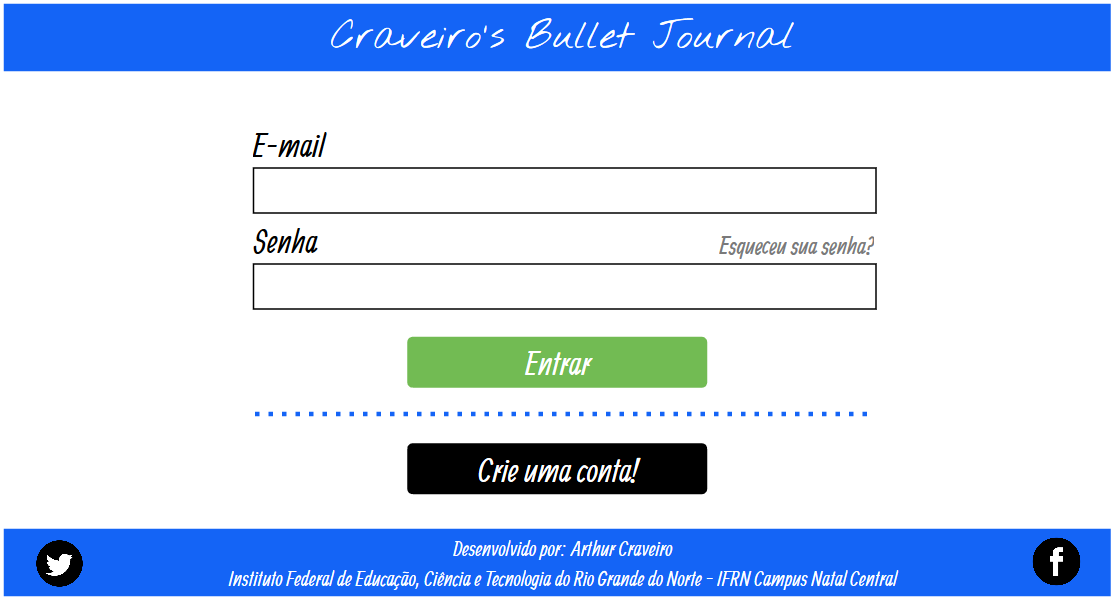 Craveiro's Bullet Journal
E-mail
Senha
Esqueceu sua senha?
Entrar
Crie uma conta!
Desenvolvido por: Arthur Craveiro
Instituto Federal de Educação, Ciência e Tecnologia do Rio Grande do Norte - IFRN Campus Natal Central